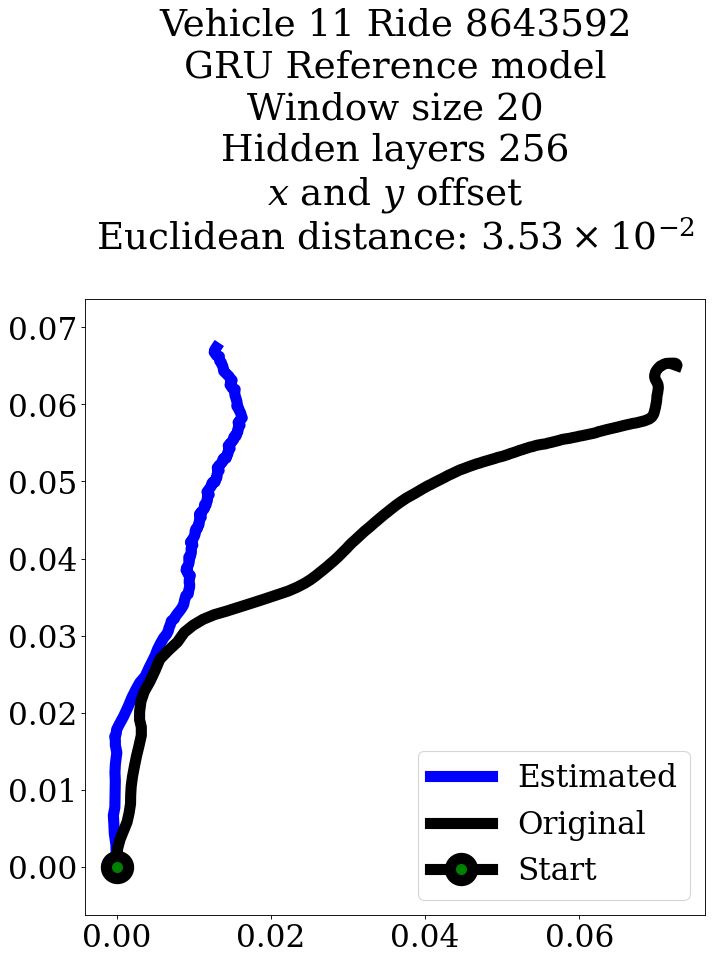 Vehicle 11 Ride 8643592
GRU Reference model
Window size 20
Hidden layers 256
x and y offset
Euclidean distance: 3.53 × 10⁻²
0.07
0.06
0.05
0.04
0.03
0.02
0.01
0.00
Estimated
Original
Start
0.00 0.02 0.04 0.06